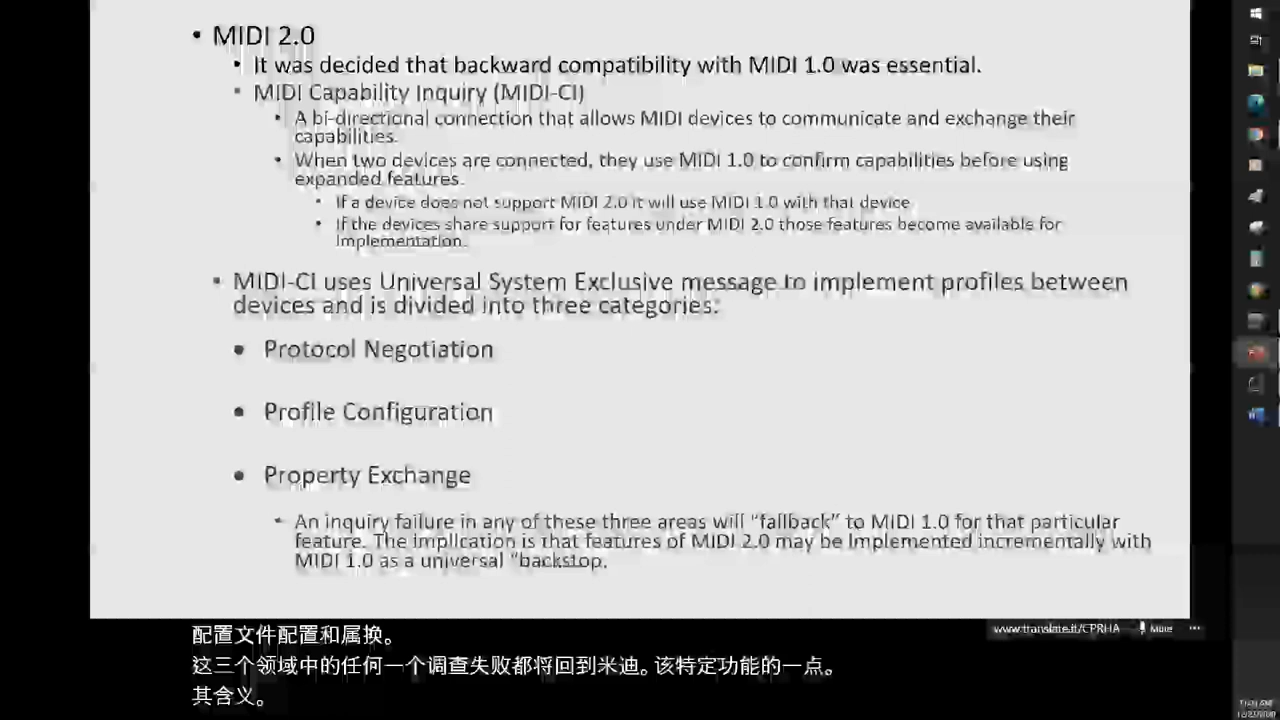 • MIDI 2.0
• It was decided that backward compatibility with MIDI 1.0 was essential.
• MIDI Capability Inquiry (MIDI-CI)
• A bi-directional connection that allows MIDI devices to communicate and exchange their
capabilities.
• When two devices are connected, they use MIDI 1.0 to confirm capabilities before using
expanded features.
• If a device does not support MIDI 2.0 it will use MIDI 1.0 with that device
• If the devices share support for features under MIDI 2.0 those features become available for
implementation.
• MIDI-CI uses Universal System Exclusive message to implement profiles between
devices and is divided into three categories:
• Protocol Negotiation
• Profile Configuration
• Property Exchange
• An inquiry failure in any of these three areas will “fallback” to MIDI 1.0 for that particular
feature. The implication is that features of MIDI 2.0 may be implemented incrementally with
MIDI 1.0 as a universal “backstop.
www.translate.it/CPRHA More ...
配置文件配置和属换。
这三个领域中的任何一个调查失败都将回到米迪。该特定功能的一点。
其含义。